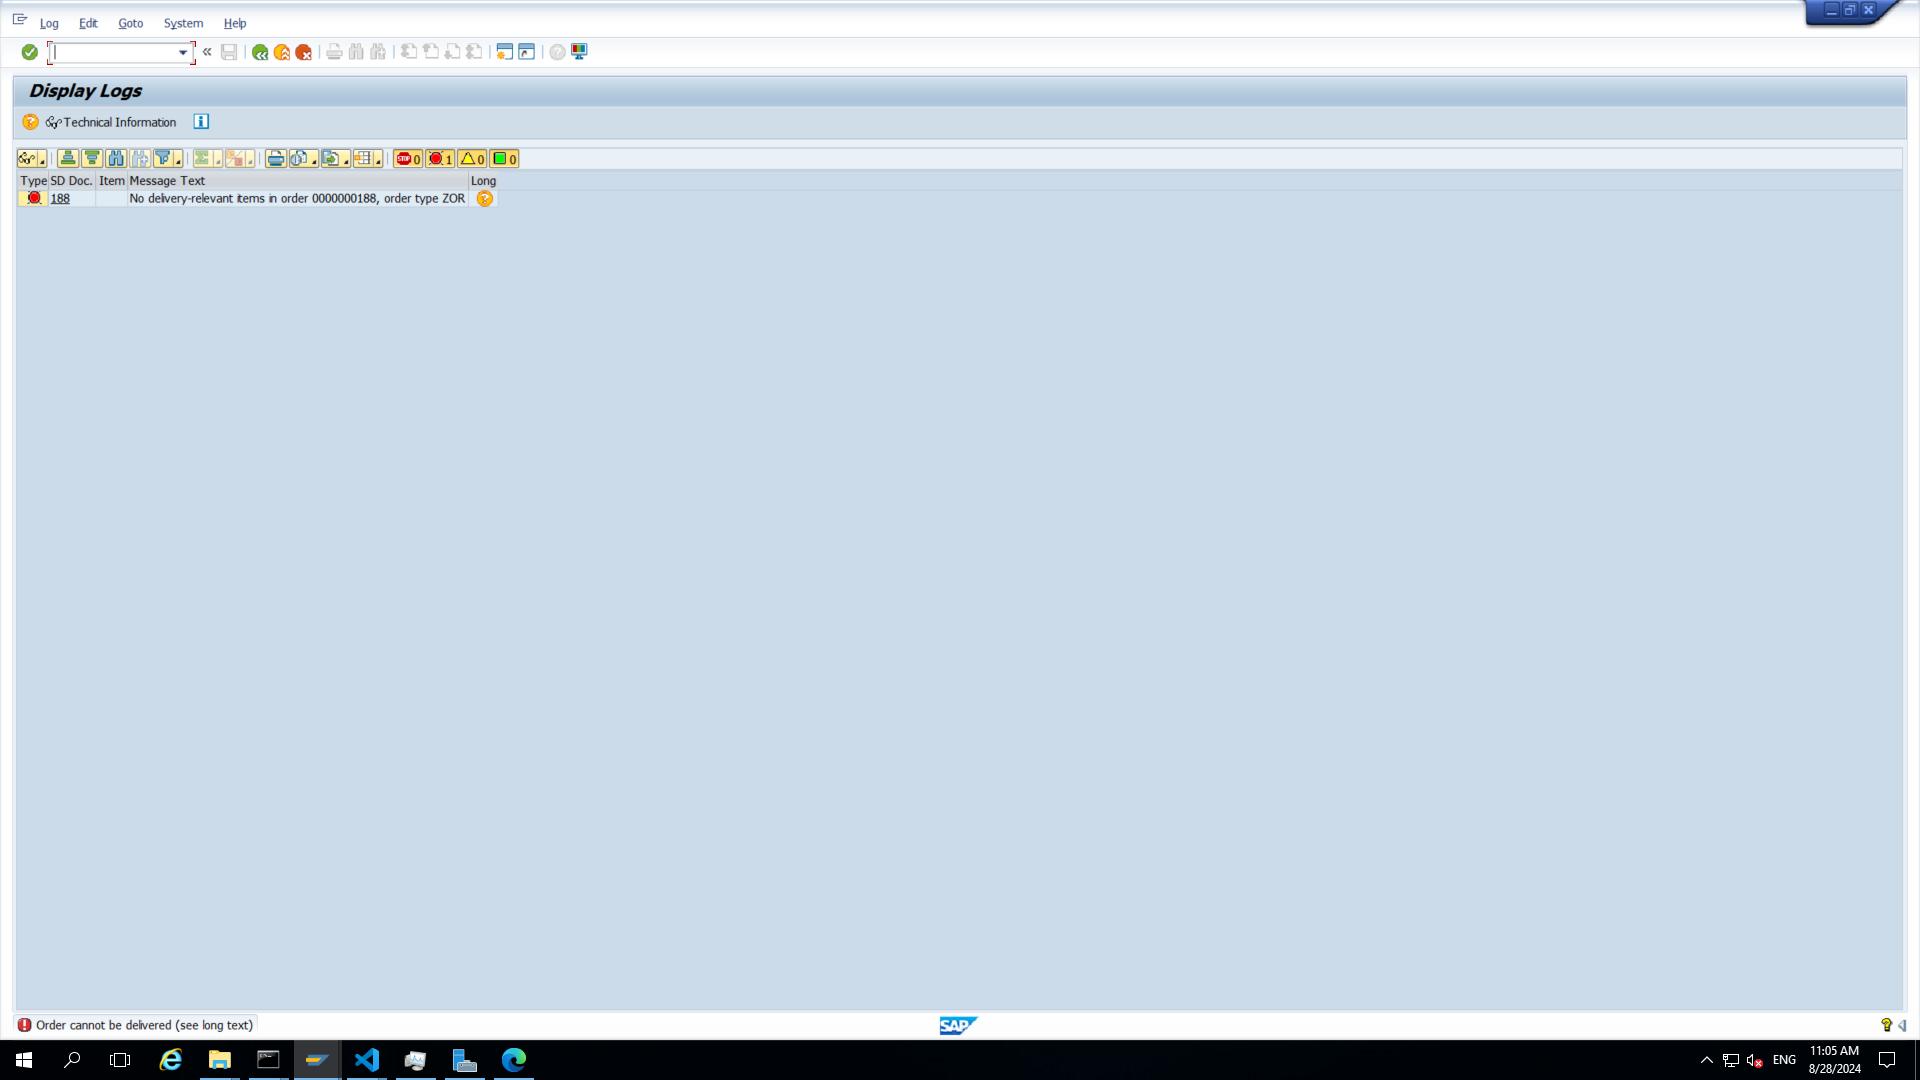 Log Edit Goto System Help
Display Logs
Technical Information
STOP 0 1 0 0
Type SD Doc. Item Message Text Long
188 No delivery-relevant items in order 0000000188, order type ZOR
Order cannot be delivered (see long text)
SAP
ENG
11:05 AM
8/28/2024